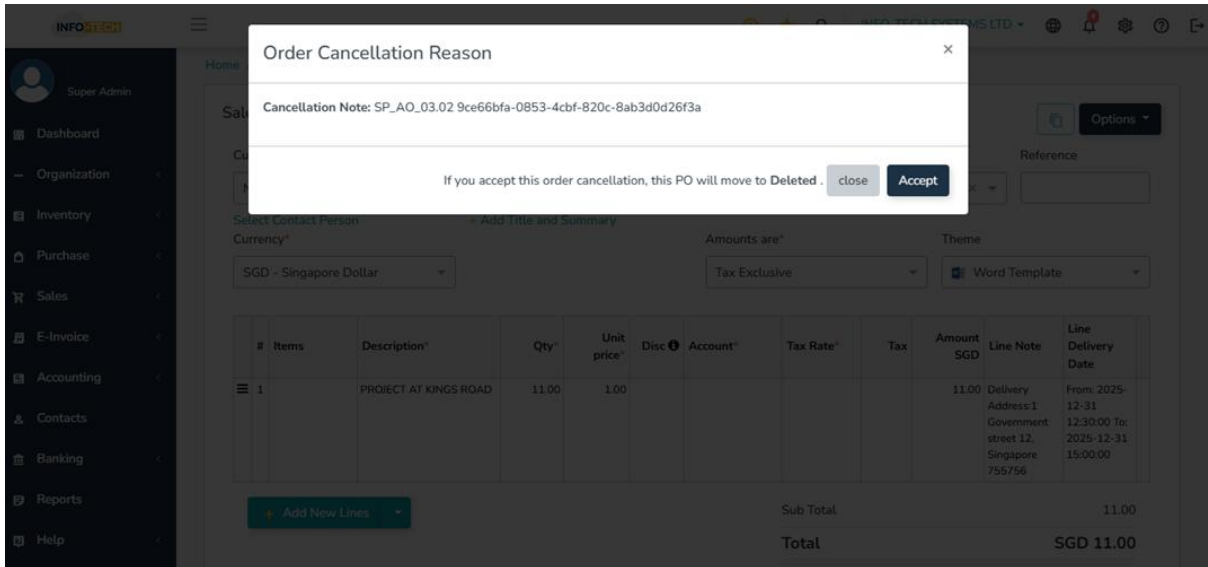 INFO-TECH
INFO-TECH SYSTEMS LTD
Super Admin
Dashboard
Organization
Inventory
Purchase
Sales
E-Invoice
Accounting
Contacts
Banking
Reports
Help
Home
Order Cancellation Reason
×
Cancellation Note: SP_AO_03.02 9ce66bfa-0853-4cbf-820c-8ab3d0d26f3a
If you accept this order cancellation, this PO will move to Deleted .
close
Accept
Options
Reference
Select Contact Person
+ Add Title and Summary
Currency*
SGD - Singapore Dollar
Amounts are*
Tax Exclusive
Theme
Word Template
# Items Description* Qty* Unit price* Disc Account* Tax Rate* Tax Amount SGD Line Note Line Delivery Date
1 PROJECT AT KINGS ROAD 11.00 1.00 11.00
Delivery
Address:1
Government
street 12,
Singapore
755756
From: 2025-
12-31
12:30:00 To:
2025-12-31
15:00:00
+ Add New Lines
Sub Total 11.00
Total SGD 11.00